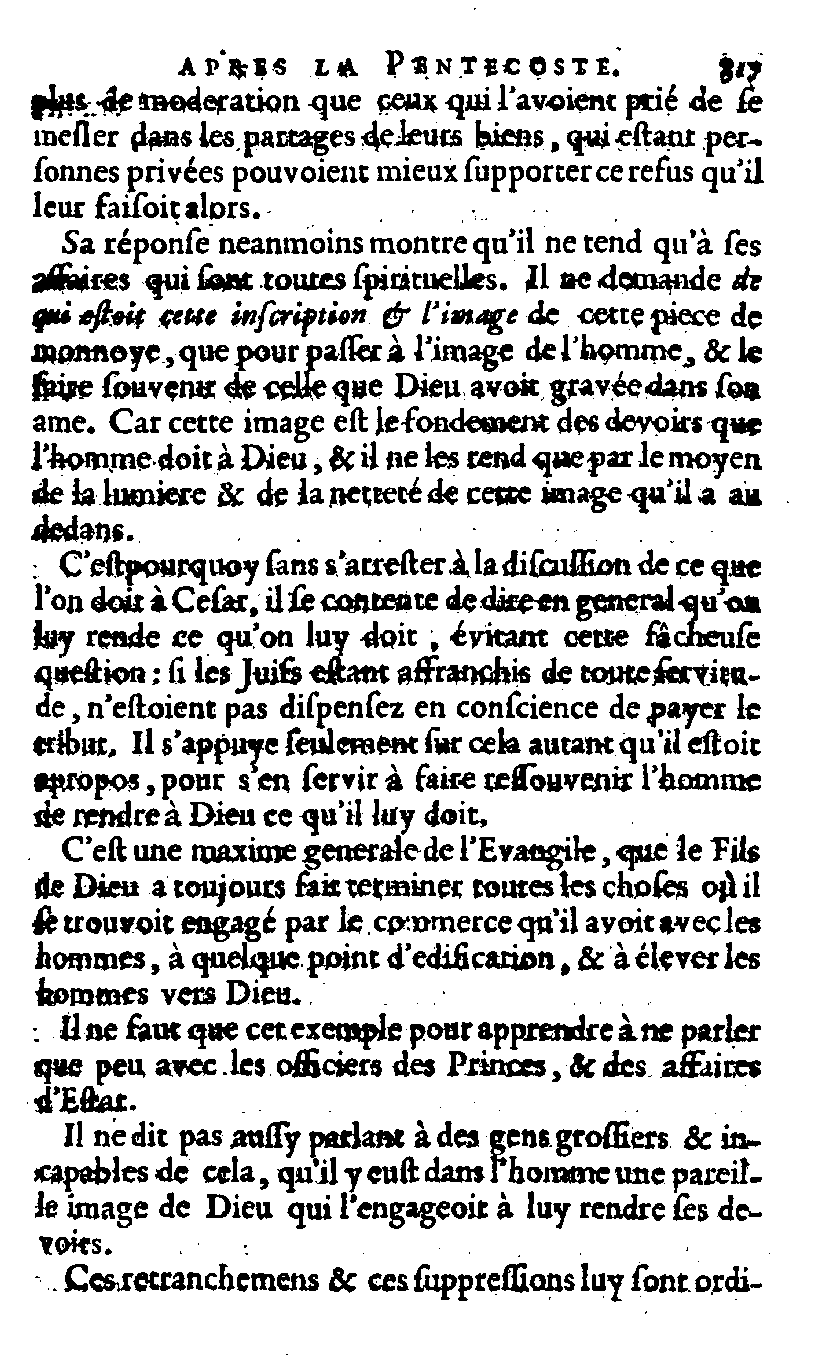 APRES LA PENTECOSTE. 817
plus de moderation que ceux qui l'avoient prié de ſe
meſler dans les partages de leurs biens, qui eſtant per-
ſonnes privées pouvoient mieux ſupporter ce refus qu'il
leur faiſoit alors.
Sa réponſe neanmoins montre qu'il ne tend qu'à ſes
affaires qui ſont toutes ſpirituelles. Il ne demande de
qui eſtoit cette inſcription & l'image de cette piece de
monnoye, que pour paſſer à l'image de l'homme, & le
faire ſouvenir de celle que Dieu avoit gravée dans ſon
ame. Car cette image eſt le fondement des devoirs que
l'homme doit à Dieu, & il ne les rend que par le moyen
de la lumiere & de la netteté de cette image qu'il a au
dedans.
C'eſtpourquoy ſans s'arreſter à la diſcuſſion de ce que
l'on doit à Ceſar, il ſe contente de dire en general qu'on
luy rende ce qu'on luy doit, évitant cette fâcheuſe
queſtion: ſi les Juifs eſtant affranchis de toute ſervitu-
de, n'eſtoient pas diſpenſez en conſcience de payer le
tribut. Il s'appuye ſeulement ſur cela autant qu'il eſtoit
apropos, pour s'en ſervir à faire reſſouvenir l'homme
de rendre à Dieu ce qu'il luy doit.
C'eſt une maxime generale de l'Evangile, que le Fils
de Dieu a toujours fait terminer toutes les choſes où il
ſe trouvoit engagé par le commerce qu'il avoit avec les
hommes, à quelque point d'edification, & à élever les
hommes vers Dieu.
Il ne faut que cet exemple pour apprendre à ne parler
que peu avec les officiers des Princes, & des affaires
d'Eſtat.
Il ne dit pas auſſy parlant à des gens groſſiers & in-
capables de cela, qu'il y euſt dans l'homme une pareil-
le image de Dieu qui l'engageoit à luy rendre ſes de-
voirs.
Ces retranchemens & ces ſuppreſſions luy ſont ordi-